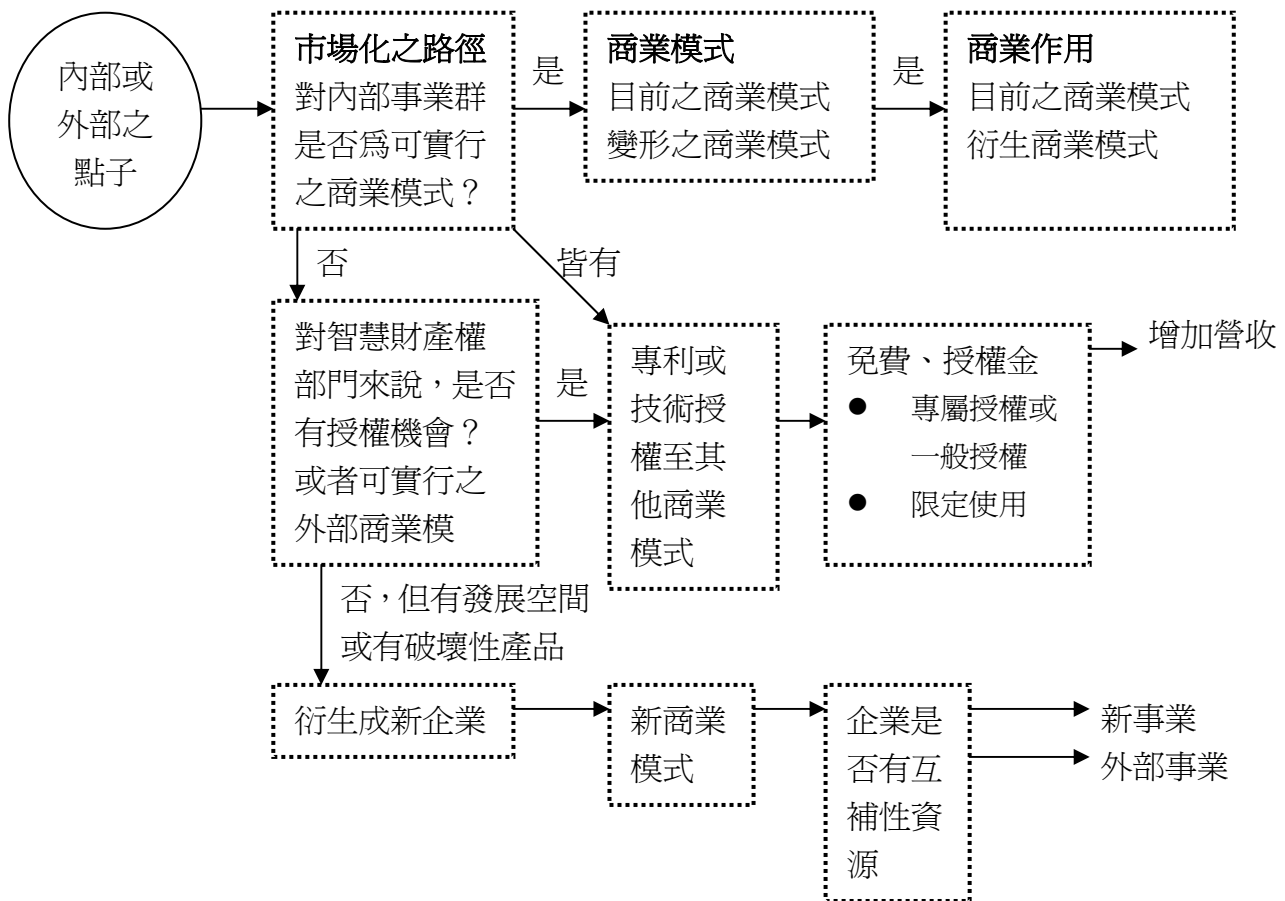 內部或
外部之
點子
市場化之路徑
對內部事業群
是否為可實行
之商業模式？
是
商業模式
目前之商業模式
變形之商業模式
是
商業作用
目前之商業模式
衍生商業模式
否
皆有
對智慧財產權
部門來說，是否
有授權機會？
或者可實行之
外部商業模
是
專利或
技術授
權至其
他商業
模式
免費、授權金
● 專屬授權或
一般授權
● 限定使用
增加營收
否，但有發展空間
或有破壞性產品
衍生成新企業
新商業
模式
企業是
否有互
補性資
源
新事業
外部事業